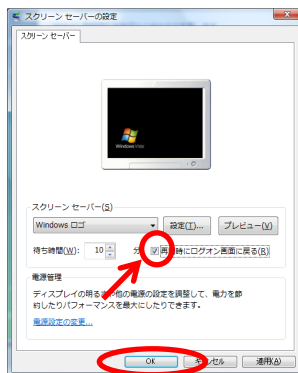 スクリーン セーバーの設定
スクリーン セーバー
Windows Vista
スクリーン セーバー(S)
Windows ロゴ
設定(T)...
プレビュー(V)
待ち時間(W): 10 分
再 時にログオン画面に戻る(R)
電源管理
ディスプレイの明る や他の電源の設定を調整して、電力を節
約したりパフォーマンスを最大にしたりできます。
電源設定の変更...
OK
キャンセル
適用(A)